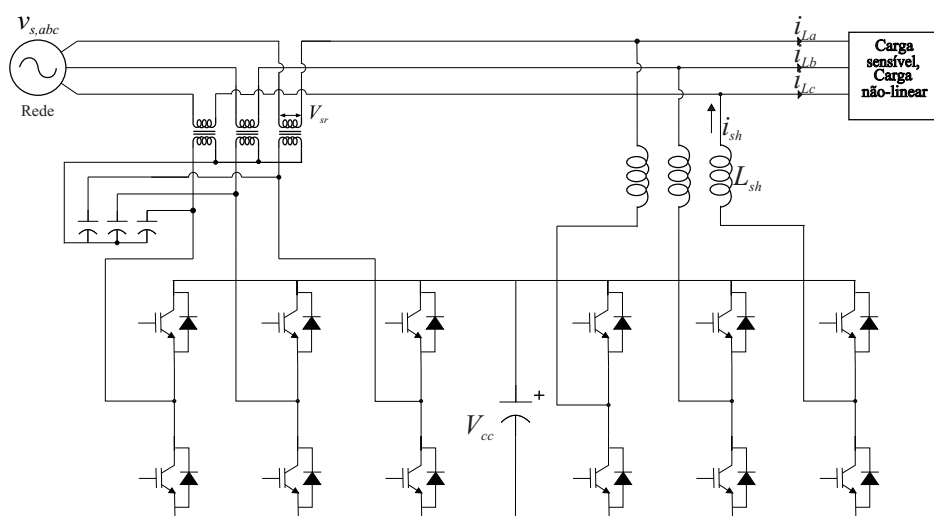 v_{s,abc}
Rede
V_{sr}
i_{La}
i_{Lb}
i_{Lc}
Carga
sensível,
Carga
não-linear
i_{sh}
L_{sh}
V_{cc}
+